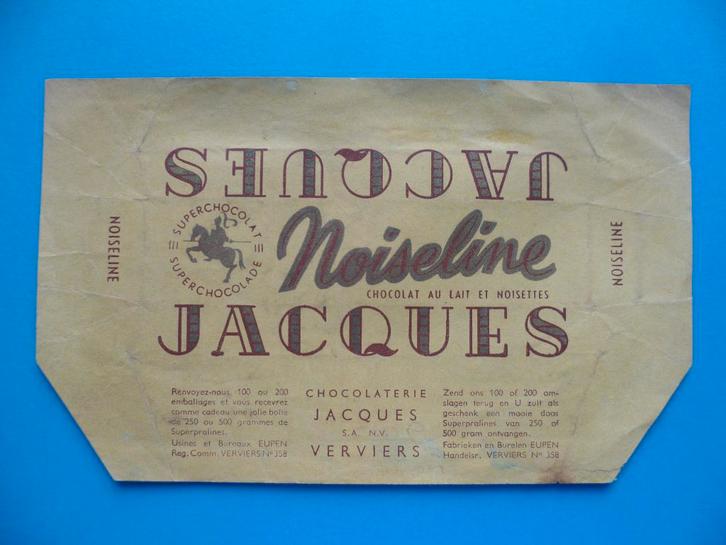 JACQUES
NOISELINE
SUPERCHOCOLAT
SUPERCHOCOLADE
Noiseline
CHOCOLAT AU LAIT ET NOISETTES
NOISELINE
JACQUES
Renvoyez-nous 100 ou 200
emballages et vous recevrez
comme cadeau une jolie boîte
de 250 ou 500 grammes de
Superpralines.
Usines et Bureaux EUPEN
Reg. Comm. VERVIERS Nº 358
CHOCOLATERIE
JACQUES
S.A. N.V.
VERVIERS
Zend ons 100 of 200 om-
slagen terug en U zult als
geschenk een mooie doos
Superpralines van 250 of
500 gram ontvangen.
Fabrieken en Burelen EUPEN
Handelsr. VERVIERS Nº 358